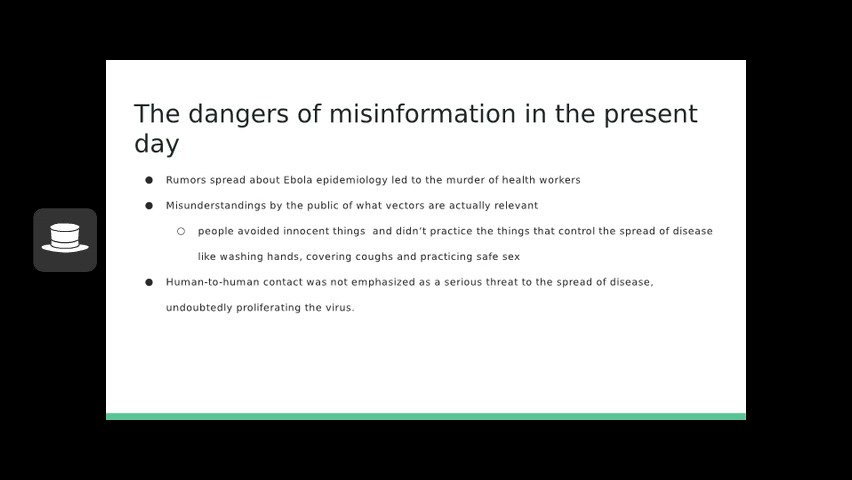 The dangers of misinformation in the present
day
● Rumors spread about Ebola epidemiology led to the murder of health workers
● Misunderstandings by the public of what vectors are actually relevant
○ people avoided innocent things  and didn’t practice the things that control the spread of disease
like washing hands, covering coughs and practicing safe sex
● Human-to-human contact was not emphasized as a serious threat to the spread of disease,
undoubtedly proliferating the virus.